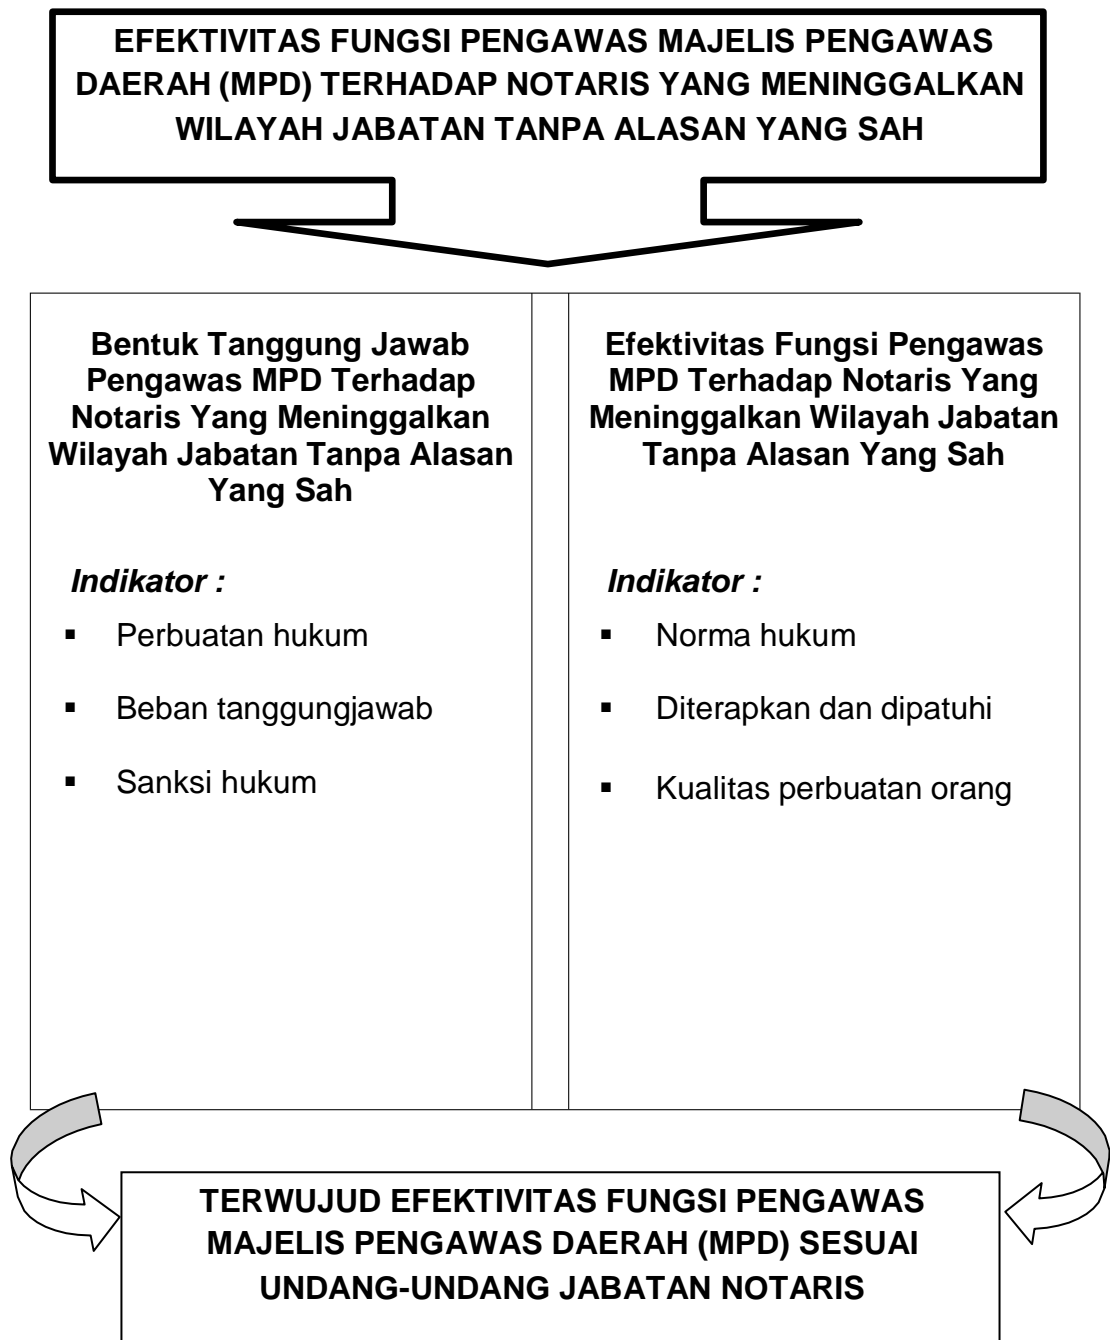 EFEKTIVITAS FUNGSI PENGAWAS MAJELIS PENGAWAS
DAERAH (MPD) TERHADAP NOTARIS YANG MENINGGALKAN
WILAYAH JABATAN TANPA ALASAN YANG SAH
Bentuk Tanggung Jawab
Pengawas MPD Terhadap
Notaris Yang Meninggalkan
Wilayah Jabatan Tanpa Alasan
Yang Sah
Indikator :
▪ Perbuatan hukum
▪ Beban tanggungjawab
▪ Sanksi hukum
Efektivitas Fungsi Pengawas
MPD Terhadap Notaris Yang
Meninggalkan Wilayah Jabatan
Tanpa Alasan Yang Sah
Indikator :
▪ Norma hukum
▪ Diterapkan dan dipatuhi
▪ Kualitas perbuatan orang
TERWUJUD EFEKTIVITAS FUNGSI PENGAWAS
MAJELIS PENGAWAS DAERAH (MPD) SESUAI
UNDANG-UNDANG JABATAN NOTARIS